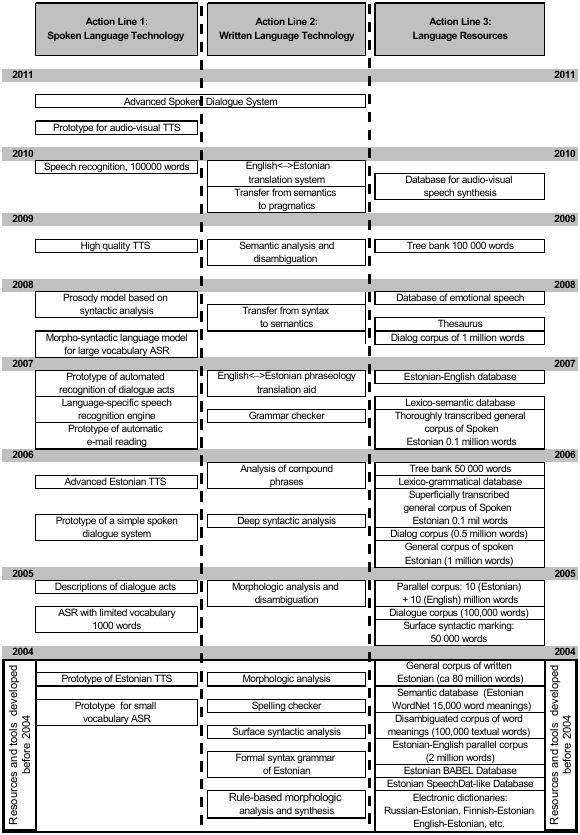 Action Line 1:
Spoken Language Technology
Action Line 2:
Written Language Technology
Action Line 3:
Language Resources
2011
2011
Advanced Spoken Dialogue System
Prototype for audio-visual TTS
2010
2010
Speech recognition, 100000 words
English<–>Estonian
translation system
Transfer from semantics
to pragmatics
Database for audio-visual
speech synthesis
2009
2009
High quality TTS
Semantic analysis and
disambiguation
Tree bank 100 000 words
2008
2008
Prosody model based on
syntactic analysis
Morpho-syntactic language model
for large vocabulary ASR
Transfer from syntax
to semantics
Database of emotional speech
Thesaurus
Dialog corpus of 1 million words
2007
2007
Prototype of automated
recognition of dialogue acts
Language-specific speech
recognition engine
Prototype of automatic
e-mail reading
English<–>Estonian phraseology
translation aid
Grammar checker
Estonian-English database
Lexico-semantic database
Thoroughly transcribed general
corpus of Spoken
Estonian 0.1 million words
2006
2006
Advanced Estonian TTS
Prototype of a simple spoken
dialogue system
Analysis of compound
phrases
Deep syntactic analysis
Tree bank 50 000 words
Lexico-grammatical database
Superficially transcribed
general corpus of Spoken
Estonian 0.1 mil words
Dialog corpus (0.5 million words)
General corpus of spoken
Estonian (1 million words)
2005
2005
Descriptions of dialogue acts
ASR with limited vocabulary
1000 words
Morphologic analysis and
disambiguation
Parallel corpus: 10 (Estonian)
+ 10 (English) million words
Dialogue corpus (100,000 words)
Surface syntactic marking:
50 000 words
2004
2004
Resources and tools developed
before 2004
Prototype of Estonian TTS
Prototype for small
vocabulary ASR
Morphologic analysis
Spelling checker
Surface syntactic analysis
Formal syntax grammar
of Estonian
Rule-based morphologic
analysis and synthesis
General corpus of written
Estonian (ca 80 million words)
Semantic database (Estonian
WordNet 15,000 word meanings)
Disambiguated corpus of word
meanings (100,000 textual words)
Estonian-English parallel corpus
(2 million words)
Estonian BABEL Database
Estonian SpeechDat-like Database
Electronic dictionaries:
Russian-Estonian, Finnish-Estonian
English-Estonian, etc.
Resources and tools developed
before 2004